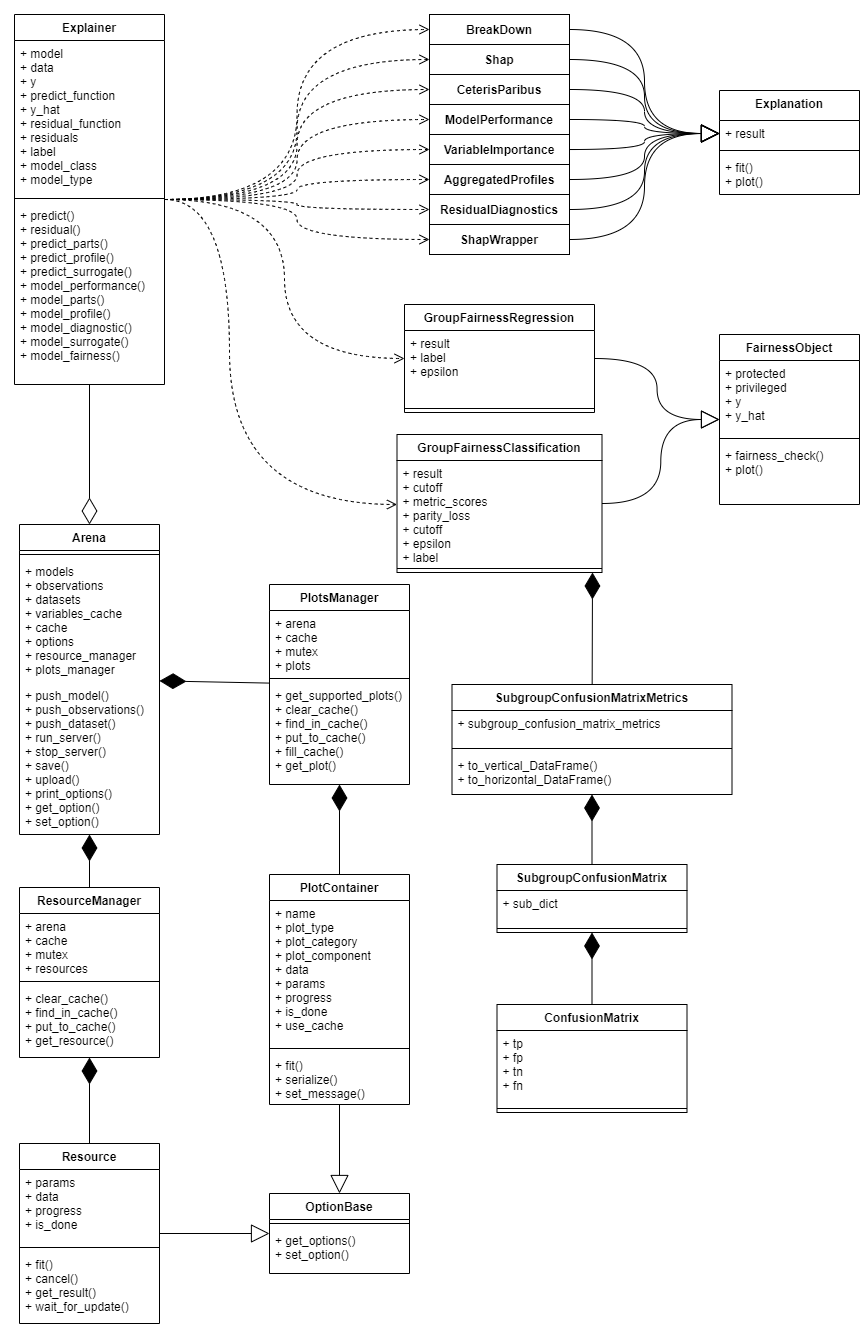 Explainer
+ model
+ data
+ y
+ predict_function
+ y_hat
+ residual_function
+ residuals
+ label
+ model_class
+ model_type
+ predict()
+ residual()
+ predict_parts()
+ predict_profile()
+ predict_surrogate()
+ model_performance()
+ model_parts()
+ model_profile()
+ model_diagnostic()
+ model_surrogate()
+ model_fairness()
BreakDown
Shap
CeterisParibus
ModelPerformance
VariableImportance
AggregatedProfiles
ResidualDiagnostics
ShapWrapper
Explanation
+ result
+ fit()
+ plot()
GroupFairnessRegression
+ result
+ label
+ epsilon
FairnessObject
+ protected
+ privileged
+ y
+ y_hat
+ fairness_check()
+ plot()
GroupFairnessClassification
+ result
+ cutoff
+ metric_scores
+ parity_loss
+ cutoff
+ epsilon
+ label
Arena
+ models
+ observations
+ datasets
+ variables_cache
+ cache
+ options
+ resource_manager
+ plots_manager
+ push_model()
+ push_observations()
+ push_dataset()
+ run_server()
+ stop_server()
+ save()
+ upload()
+ print_options()
+ get_option()
+ set_option()
PlotsManager
+ arena
+ cache
+ mutex
+ plots
+ get_supported_plots()
+ clear_cache()
+ find_in_cache()
+ put_to_cache()
+ fill_cache()
+ get_plot()
SubgroupConfusionMatrixMetrics
+ subgroup_confusion_matrix_metrics
+ to_vertical_DataFrame()
+ to_horizontal_DataFrame()
SubgroupConfusionMatrix
+ sub_dict
ConfusionMatrix
+ tp
+ fp
+ tn
+ fn
ResourceManager
+ arena
+ cache
+ mutex
+ resources
+ clear_cache()
+ find_in_cache()
+ put_to_cache()
+ get_resource()
PlotContainer
+ name
+ plot_type
+ plot_category
+ plot_component
+ data
+ params
+ progress
+ is_done
+ use_cache
+ fit()
+ serialize()
+ set_message()
Resource
+ params
+ data
+ progress
+ is_done
+ fit()
+ cancel()
+ get_result()
+ wait_for_update()
OptionBase
+ get_options()
+ set_option()